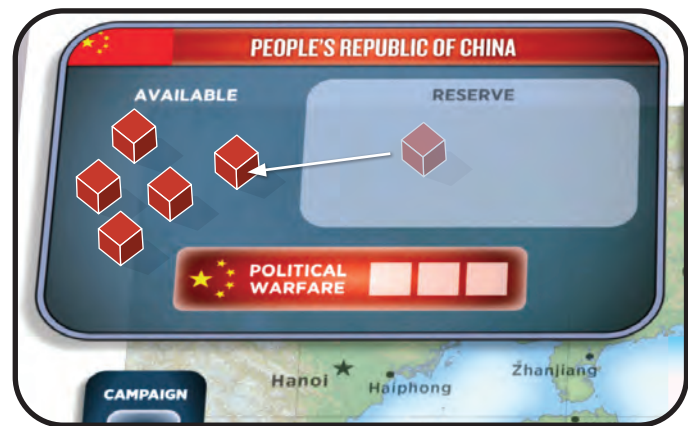 PEOPLE'S REPUBLIC OF CHINA
AVAILABLE
RESERVE
POLITICAL
WARFARE
Hanoi
Haiphong
Zhanjiang
CAMPAIGN